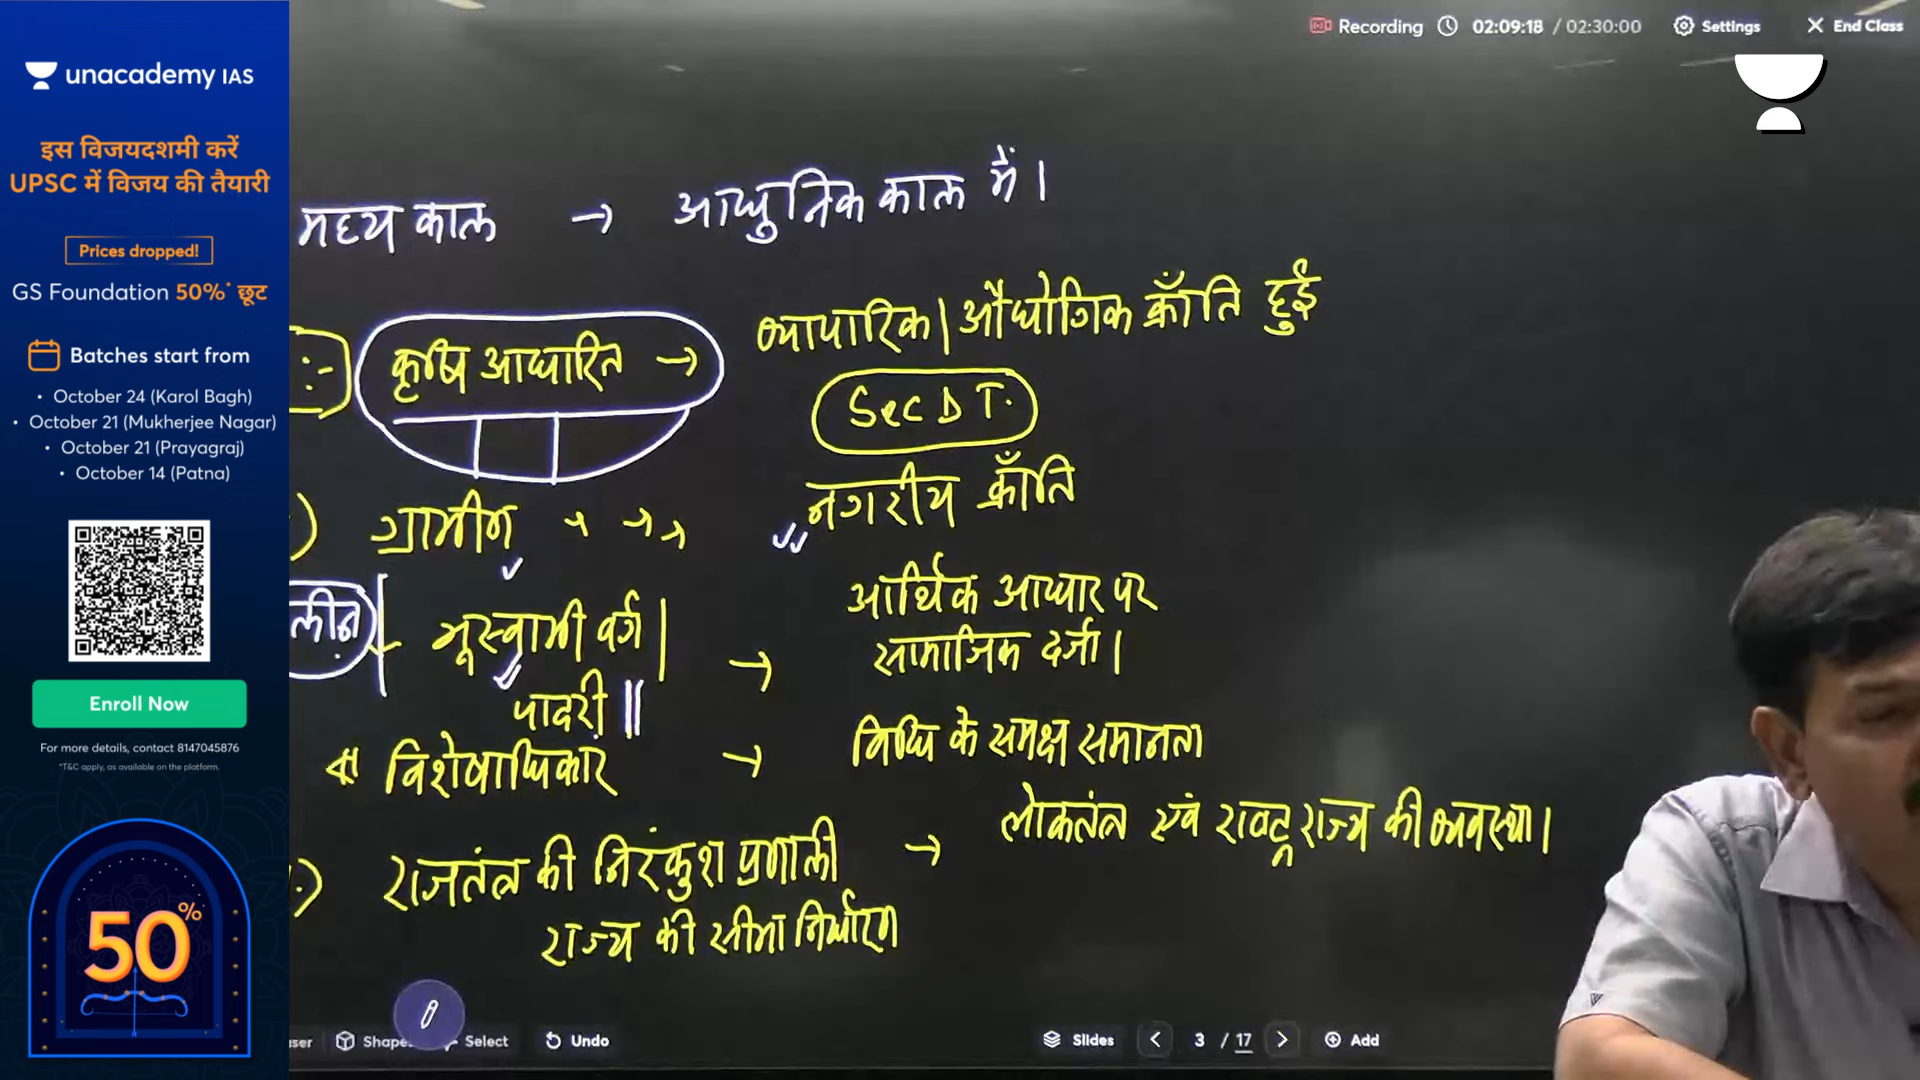 Recording 02:09:18 / 02:30:00 Settings End Class
unacademy IAS
इस विजयदशमी करें
UPSC में विजय की तैयारी
Prices dropped!
GS Foundation 50%* छूट
Batches start from
• October 24 (Karol Bagh)
• October 21 (Mukherjee Nagar)
• October 21 (Prayagraj)
• October 14 (Patna)
Enroll Now
For more details, contact 8147045876
*T&C apply, as available on the platform.
50%
मध्य काल → आधुनिक काल में।
:- कृषि आधारित → व्यापारिक|औघोगिक क्राँति हुई
Sec D T.
ग्रामीण → → → नगरीय क्राँति
लीन
भूस्वामी वर्ग| → आर्थिक आधार पर
सामाजिक दर्जा।
पादरी ||
विशेषाधिकार → विधि के समक्ष समानता
राजतंत्र की निरंकुश प्रणाली → लोकतंत्र एवं राष्ट्र राज्य की व्यवस्था।
राज्य की सीमा निर्धारण
Select Undo Slides < 3 / 17 > Add